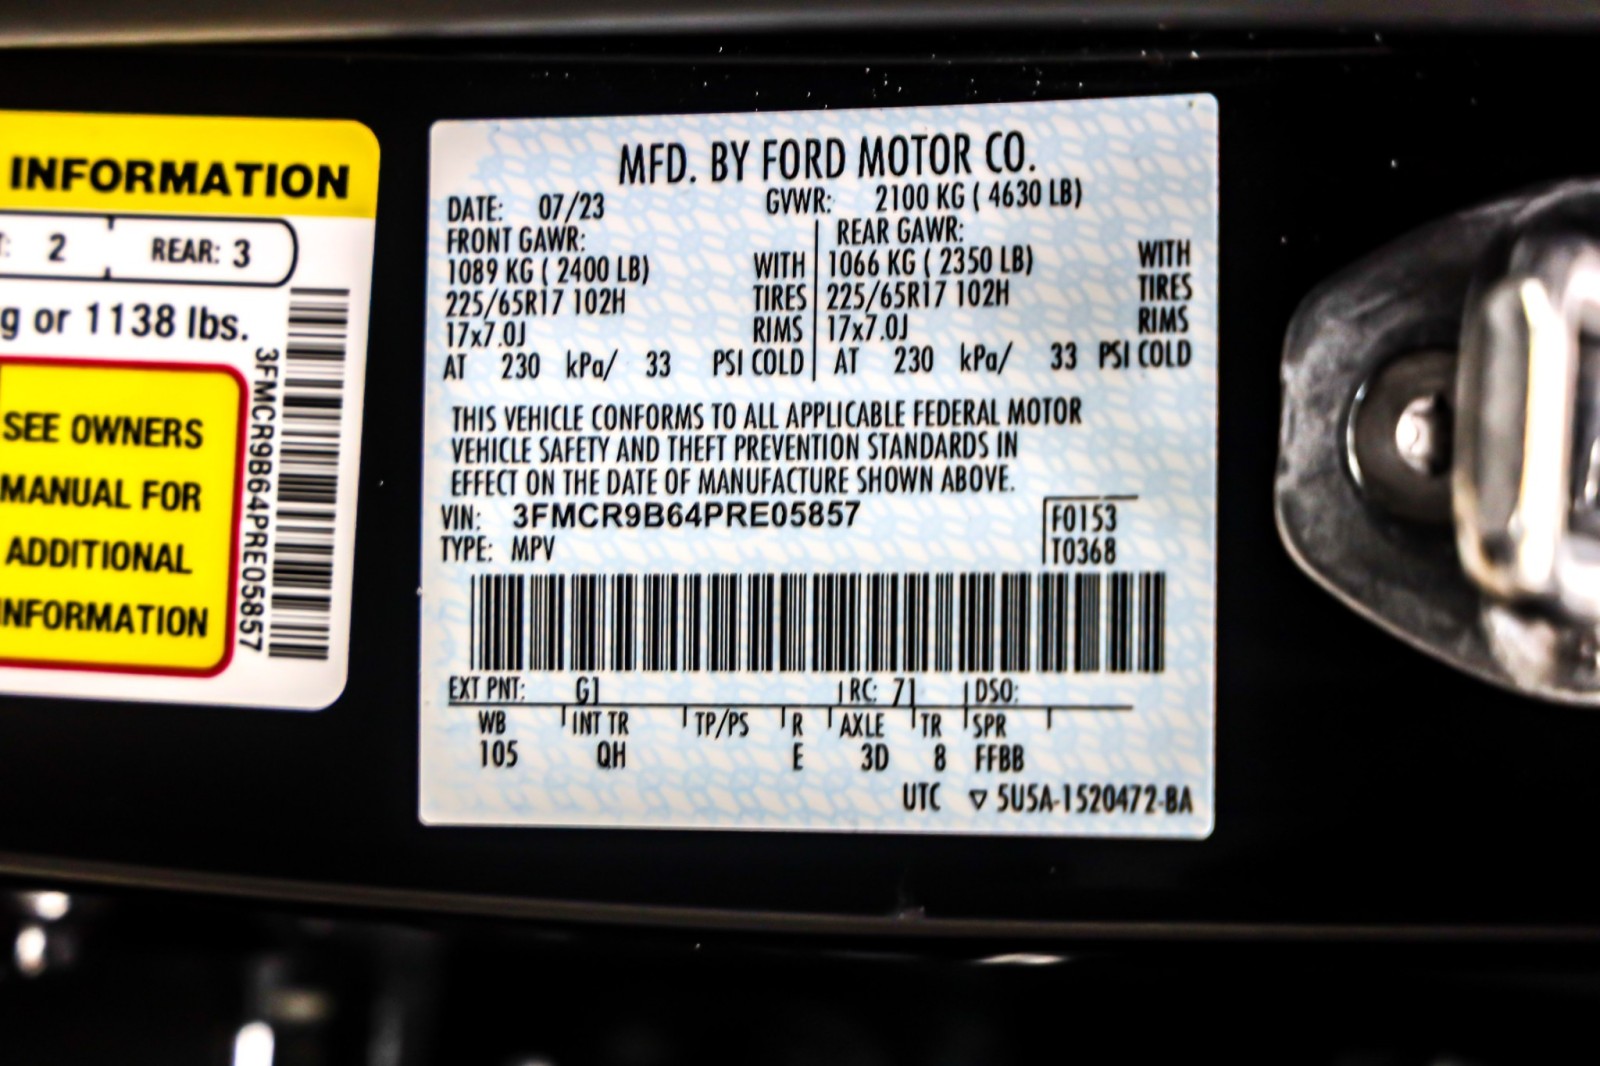 INFORMATION
: 2 REAR: 3
g or 1138 lbs.
SEE OWNERS
MANUAL FOR
ADDITIONAL
INFORMATION
3FMCR9B64PRE05857
MFD. BY FORD MOTOR CO.
DATE: 07/23 GVWR: 2100 KG ( 4630 LB)
FRONT GAWR: REAR GAWR:
1089 KG ( 2400 LB) WITH 1066 KG ( 2350 LB) WITH
225/65R17 102H TIRES 225/65R17 102H TIRES
17x7.0J RIMS 17x7.0J RIMS
AT 230 kPa/ 33 PSI COLD AT 230 kPa/ 33 PSI COLD
THIS VEHICLE CONFORMS TO ALL APPLICABLE FEDERAL MOTOR
VEHICLE SAFETY AND THEFT PREVENTION STANDARDS IN
EFFECT ON THE DATE OF MANUFACTURE SHOWN ABOVE.
VIN: 3FMCR9B64PRE05857 F0153
TYPE: MPV T0368
EXT PNT: G1 RC: 71 DSO:
WB INT TR TP/PS R AXLE TR SPR
105 QH E 3D 8 FFBB
UTC ▽ 5U5A-1520472-BA